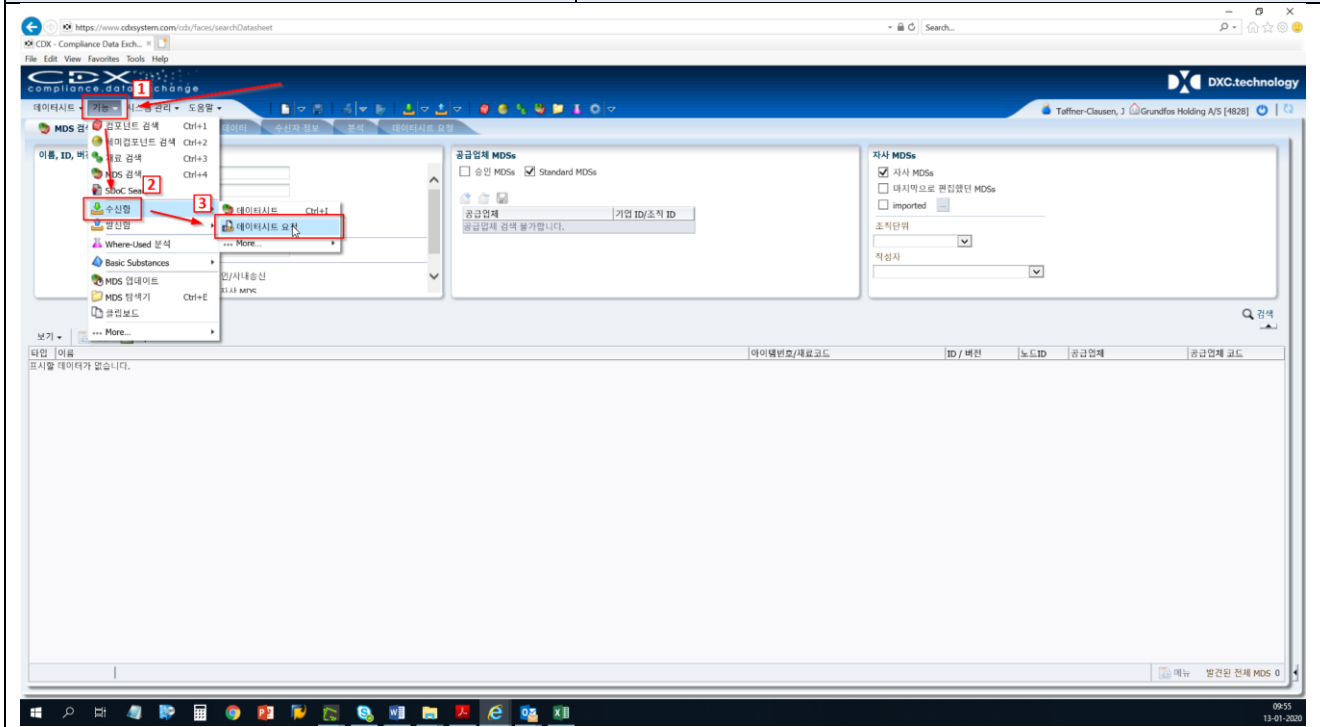 https://www.cdxsystem.com/cdx/faces/searchDatasheet
Search...
CDX - Compliance Data Exch...
File Edit View Favorites Tools Help
CDX
compliance.data exchange
DXC.technology
데이터시트 기능 시스템 관리 도움말
1
Tøffner-Clausen, J Grundfos Holding A/S [4828]
MDS 검 데이터 수신자 정보 분석 데이터시트 요청
컴포넌트 검색 Ctrl+1
세미컴포넌트 검색 Ctrl+2
재료 검색 Ctrl+3
MDS 검색 Ctrl+4
SDoC Sea
2
수신함
발신함
Where-Used 분석
Basic Substances
MDS 업데이트
MDS 탐색기 Ctrl+E
클립보드
... More...
3
데이터시트 Ctrl+I
데이터시트 요청
... More...
이름, ID, 버
인/사내송신
자사 MDS
공급업체 MDSs
승인 MDSs Standard MDSs
공급업체 기업 ID/조직 ID
공급업체 검색 불가합니다.
자사 MDSs
자사 MDSs
마지막으로 편집했던 MDSs
imported ...
조직단위
작성자
검색
보기
타입 이름 아이템번호/재료코드 ID / 버전 노드ID 공급업체 공급업체 코드
표시할 데이터가 없습니다.
메뉴 발견된 전체 MDS 0
09:55
13-01-2020